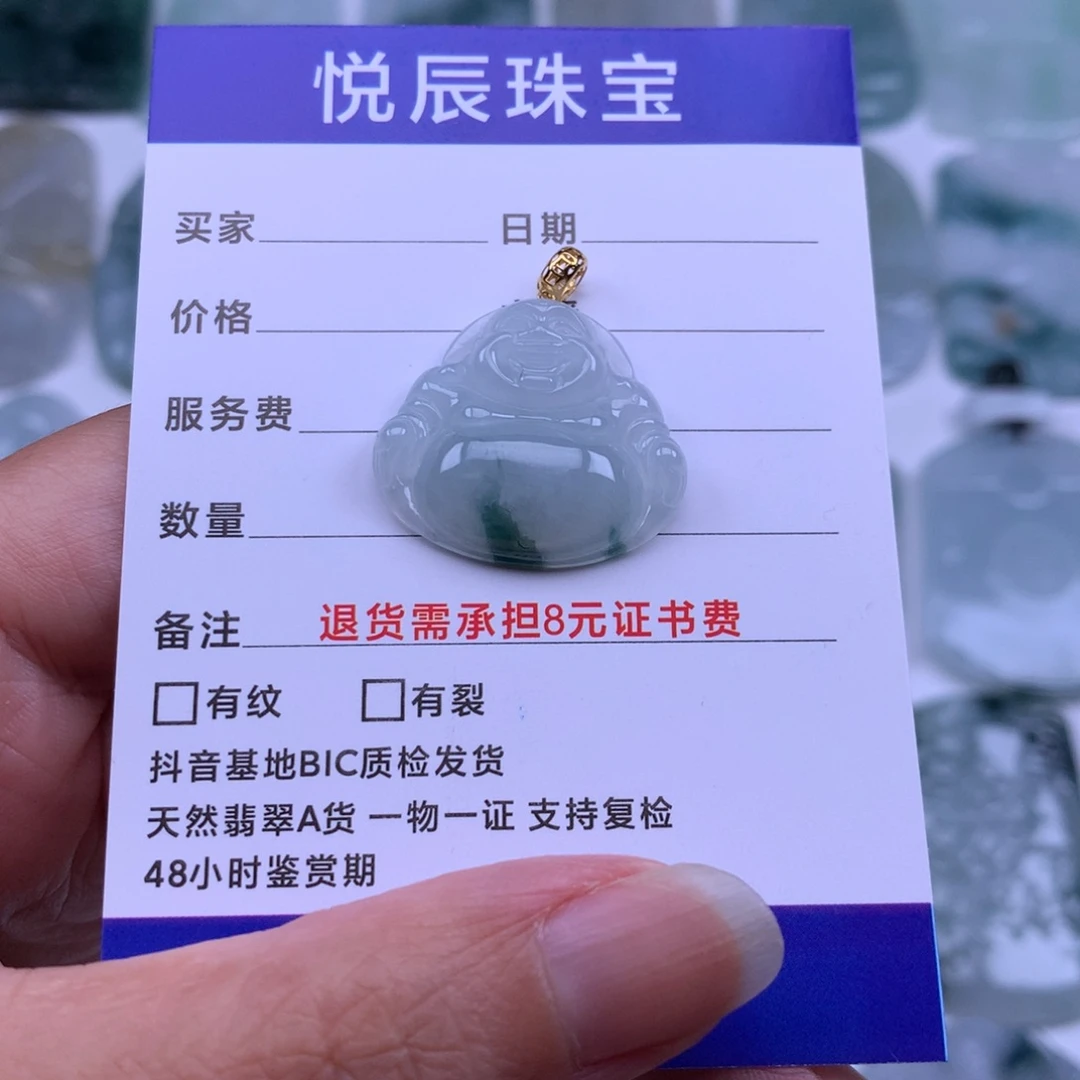 悦辰珠宝
买家 日期
价格
服务费
数量
备注 退货需承担8元证书费
有纹 有裂
抖音基地BIC质检发货
天然翡翠A货 一物一证 支持复检
48小时鉴赏期